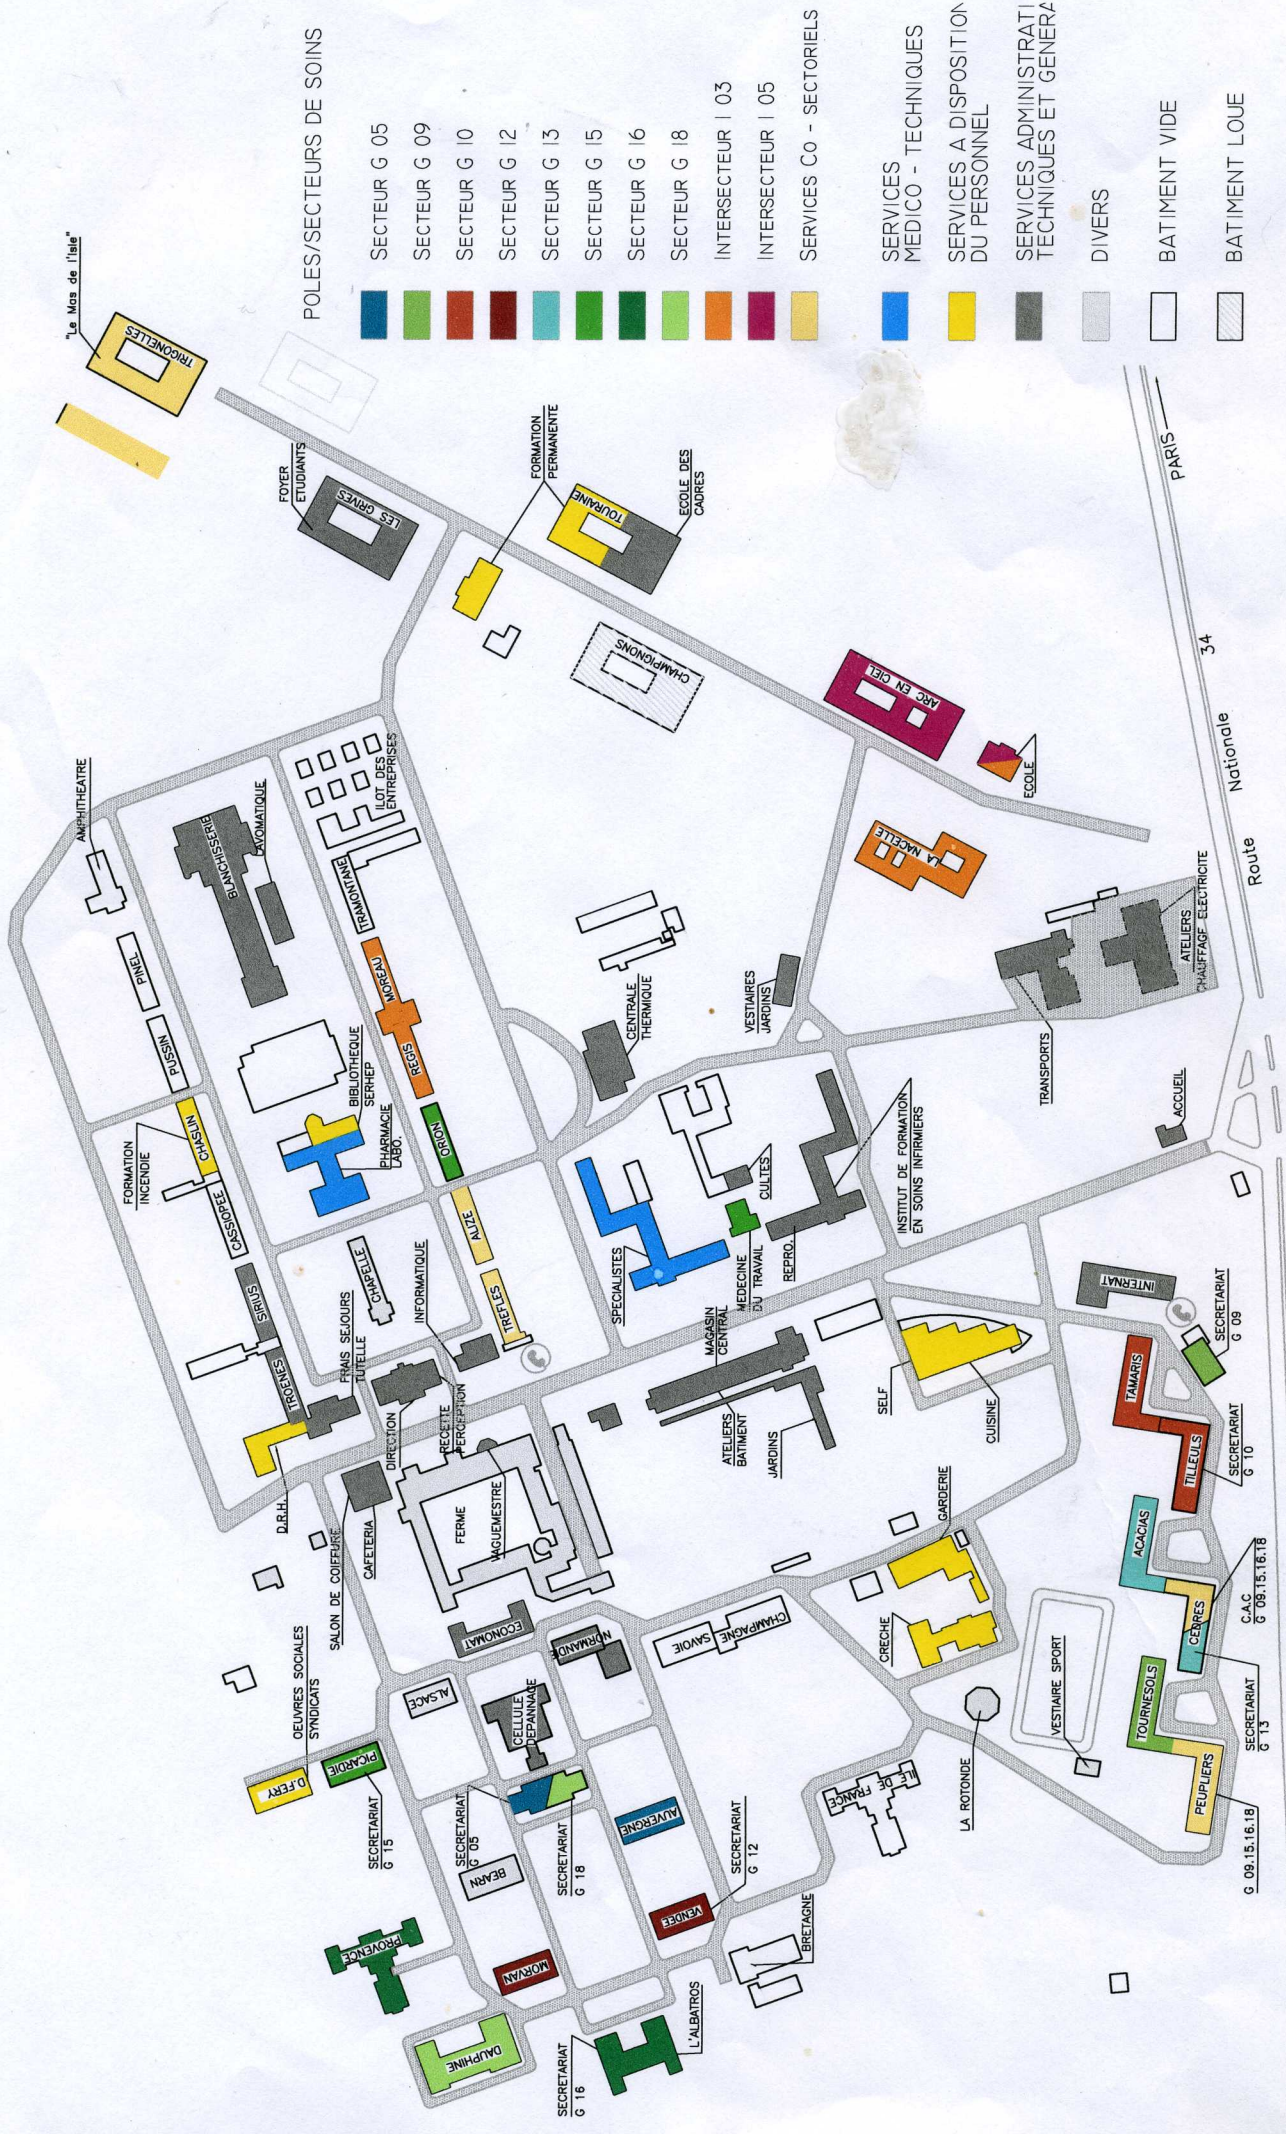 POLES/SECTEURS DE SOINS
SECTEUR G 05
SECTEUR G 09
SECTEUR G 10
SECTEUR G 12
SECTEUR G 13
SECTEUR G 15
SECTEUR G 16
SECTEUR G 18
INTERSECTEUR I 03
INTERSECTEUR I 05
SERVICES Co - SECTORIELS
SERVICES
MEDICO - TECHNIQUES
SERVICES A DISPOSITION
DU PERSONNEL
SERVICES ADMINISTRATI
TECHNIQUES ET GENERA
DIVERS
BATIMENT VIDE
BATIMENT LOUE
"Le Mas de l'Isle"
TRIGONELLES
FOYER
ETUDIANTS
LES GRIVES
FORMATION
PERMANENTE
TOURAINE
ECOLE DES
CADRES
CHAMPIGNONS
ARC EN CIEL
ECOLE
LA NACELLE
PARIS
Route
Nationale
34
AMPHITHEATRE
BLANCHISSERIE
LAVOMATIQUE
ILOT DES
ENTREPRISES
TRAMONTANE
MOREAU
REGIS
ORION
PINEL
PUSSIN
CHASLIN
FORMATION
INCENDIE
CASSIOPEE
SIRIUS
TROENES
BIBLIOTHEQUE
SERHEP
PHARMACIE
LABO.
CHAPELLE
ALIZE
TREFLES
INFORMATIQUE
FRAIS SEJOURS
TUTELLE
DIRECTION
RECETTE
PERCEPTION
D.R.H.
SALON DE COIFFURE
CAFETERIA
FERME
VAGUEMESTRE
CENTRALE
THERMIQUE
VESTIAIRES
JARDINS
TRANSPORTS
ATELIERS
CHAUFFAGE ELECTRICITE
ACCUEIL
CULTES
SPECIALISTES
MEDECINE
DU TRAVAIL
REPRO.
INSTITUT DE FORMATION
EN SOINS INFIRMIERS
MAGASIN
CENTRAL
ATELIERS
BATIMENT
JARDINS
SELF
CUISINE
INTERNAT
SECRETARIAT
G 09
TAMARIS
TILLEULS
SECRETARIAT
G 10
ACACIAS
CEDRES
C.A.C
G 09.15.16.18
SECRETARIAT
G 13
TOURNESOLS
PEUPLIERS
G 09.15.16.18
GARDERIE
CRECHE
VESTIAIRE SPORT
LA ROTONDE
ILE DE FRANCE
ECONOMAT
NORMANDIE
SAVOIE
CHAMPAGNE
OEUVRES SOCIALES
SYNDICATS
D.FERY
PICARDIE
SECRETARIAT
G 15
ALSACE
CELLULE
DEPANNAGE
SECRETARIAT
G 05
SECRETARIAT
G 18
AUVERGNE
BEARN
VENDEE
SECRETARIAT
G 12
BRETAGNE
PROVENCE
MORVAN
DAUPHINE
SECRETARIAT
G 16
L'ALBATROS